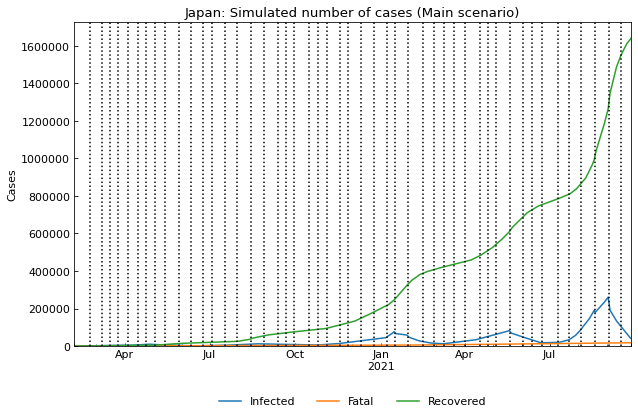 Japan: Simulated number of cases (Main scenario)
Cases
1600000
1400000
1200000
1000000
800000
600000
400000
200000
0
Apr Jul Oct Jan Apr Jul
2021
Infected Fatal Recovered